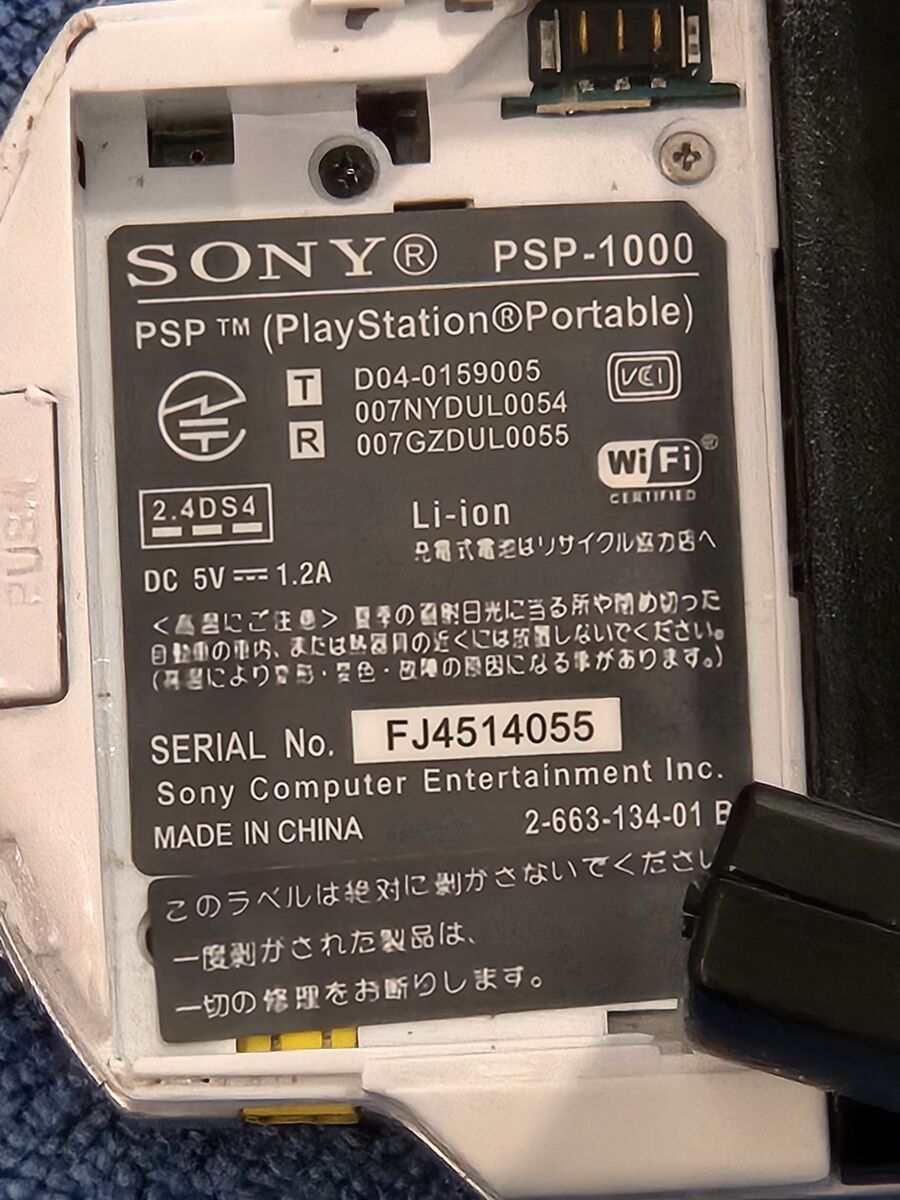 SONY® PSP-1000
PSP ™ (PlayStation®Portable)
T D04-0159005
007NYDUL0054
R 007GZDUL0055
VCI
Wi Fi ®
CERTIFIED
2.4DS4
Li-ion
充電式電池はリサイクル協力店へ
DC 5V ⎓ 1.2A
<高温にご注意> 夏季の直射日光に当る所や閉め切った
自動車の車内、または熱器具の近くには放置しないでください。
(高温により変形・変色・故障の原因になる事があります。)
SERIAL No. FJ4514055
Sony Computer Entertainment Inc.
MADE IN CHINA 2-663-134-01 B
このラベルは絶対に剥がさないでくださ
一度剥がされた製品は、
一切の修理をお断りします。
PUSH